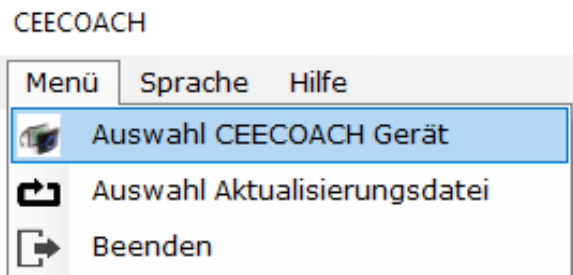 CEECOACH
Menü Sprache Hilfe
Auswahl CEECOACH Gerät
Auswahl Aktualisierungsdatei
Beenden